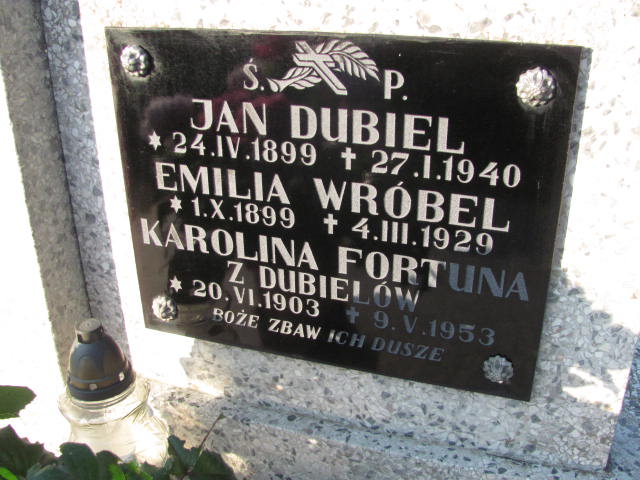 Ś. P.
JAN DUBIEL
* 24.IV.1899 † 27.I.1940
EMILIA WRÓBEL
* 1.X.1899 † 4.III.1929
KAROLINA FORTUNA
Z DUBIELÓW
* 20.VI.1903 † 9.V.1953
BOŻE ZBAW ICH DUSZE